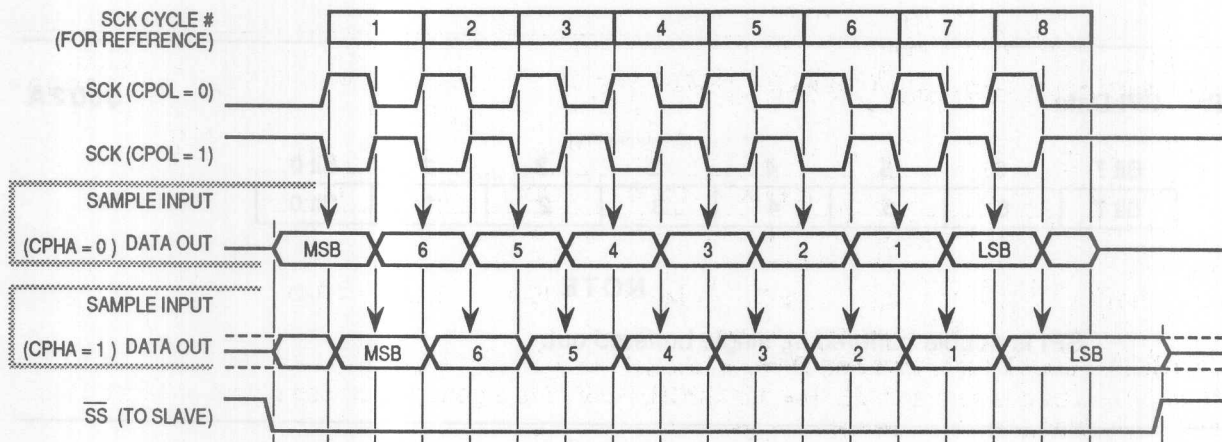 SCK CYCLE #
(FOR REFERENCE)
1 2 3 4 5 6 7 8
SCK (CPOL = 0)
SCK (CPOL = 1)
SAMPLE INPUT
(CPHA = 0) DATA OUT
MSB 6 5 4 3 2 1 LSB
SAMPLE INPUT
(CPHA = 1) DATA OUT
MSB 6 5 4 3 2 1 LSB
SS (TO SLAVE)
NOTE